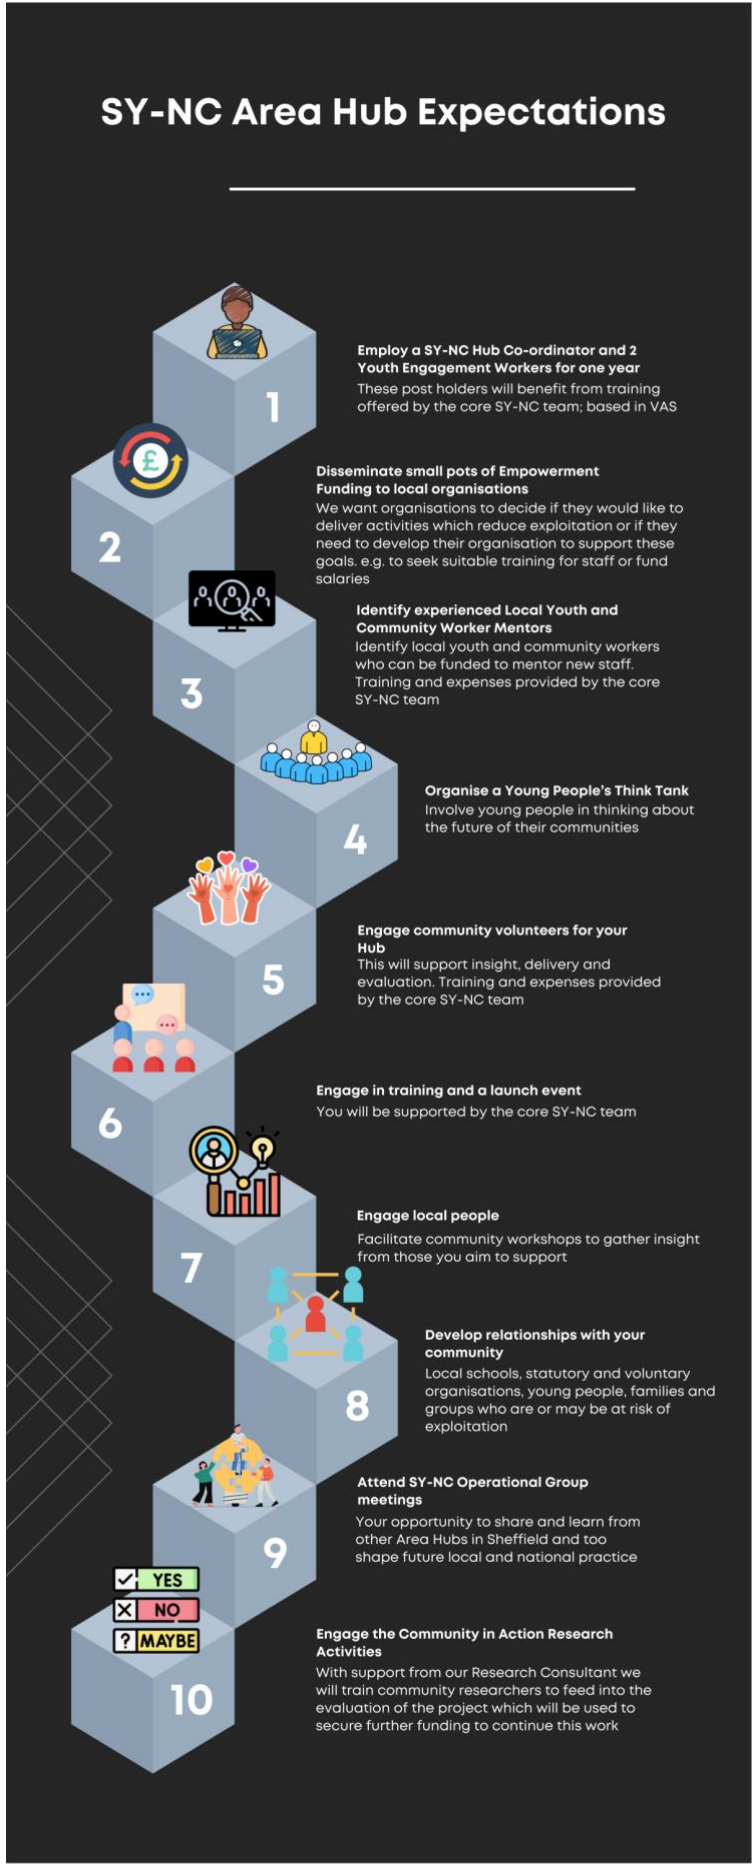 SY-NC Area Hub Expectations
1
Employ a SY-NC Hub Co-ordinator and 2
Youth Engagement Workers for one year
These post holders will benefit from training
offered by the core SY-NC team; based in VAS
£
2
Disseminate small pots of Empowerment
Funding to local organisations
We want organisations to decide if they would like to
deliver activities which reduce exploitation or if they
need to develop their organisation to support these
goals. e.g. to seek suitable training for staff or fund
salaries
3
Identify experienced Local Youth and
Community Worker Mentors
Identify local youth and community workers
who can be funded to mentor new staff.
Training and expenses provided by the core
SY-NC team
4
Organise a Young People's Think Tank
Involve young people in thinking about
the future of their communities
5
Engage community volunteers for your
Hub
This will support insight, delivery and
evaluation. Training and expenses provided
by the core SY-NC team
6
Engage in training and a launch event
You will be supported by the core SY-NC team
7
Engage local people
Facilitate community workshops to gather insight
from those you aim to support
8
Develop relationships with your
community
Local schools, statutory and voluntary
organisations, young people, families and
groups who are or may be at risk of
exploitation
9
Attend SY-NC Operational Group
meetings
Your opportunity to share and learn from
other Area Hubs in Sheffield and too
shape future local and national practice
YES
NO
? MAYBE
10
Engage the Community in Action Research
Activities
With support from our Research Consultant we
will train community researchers to feed into the
evaluation of the project which will be used to
secure further funding to continue this work